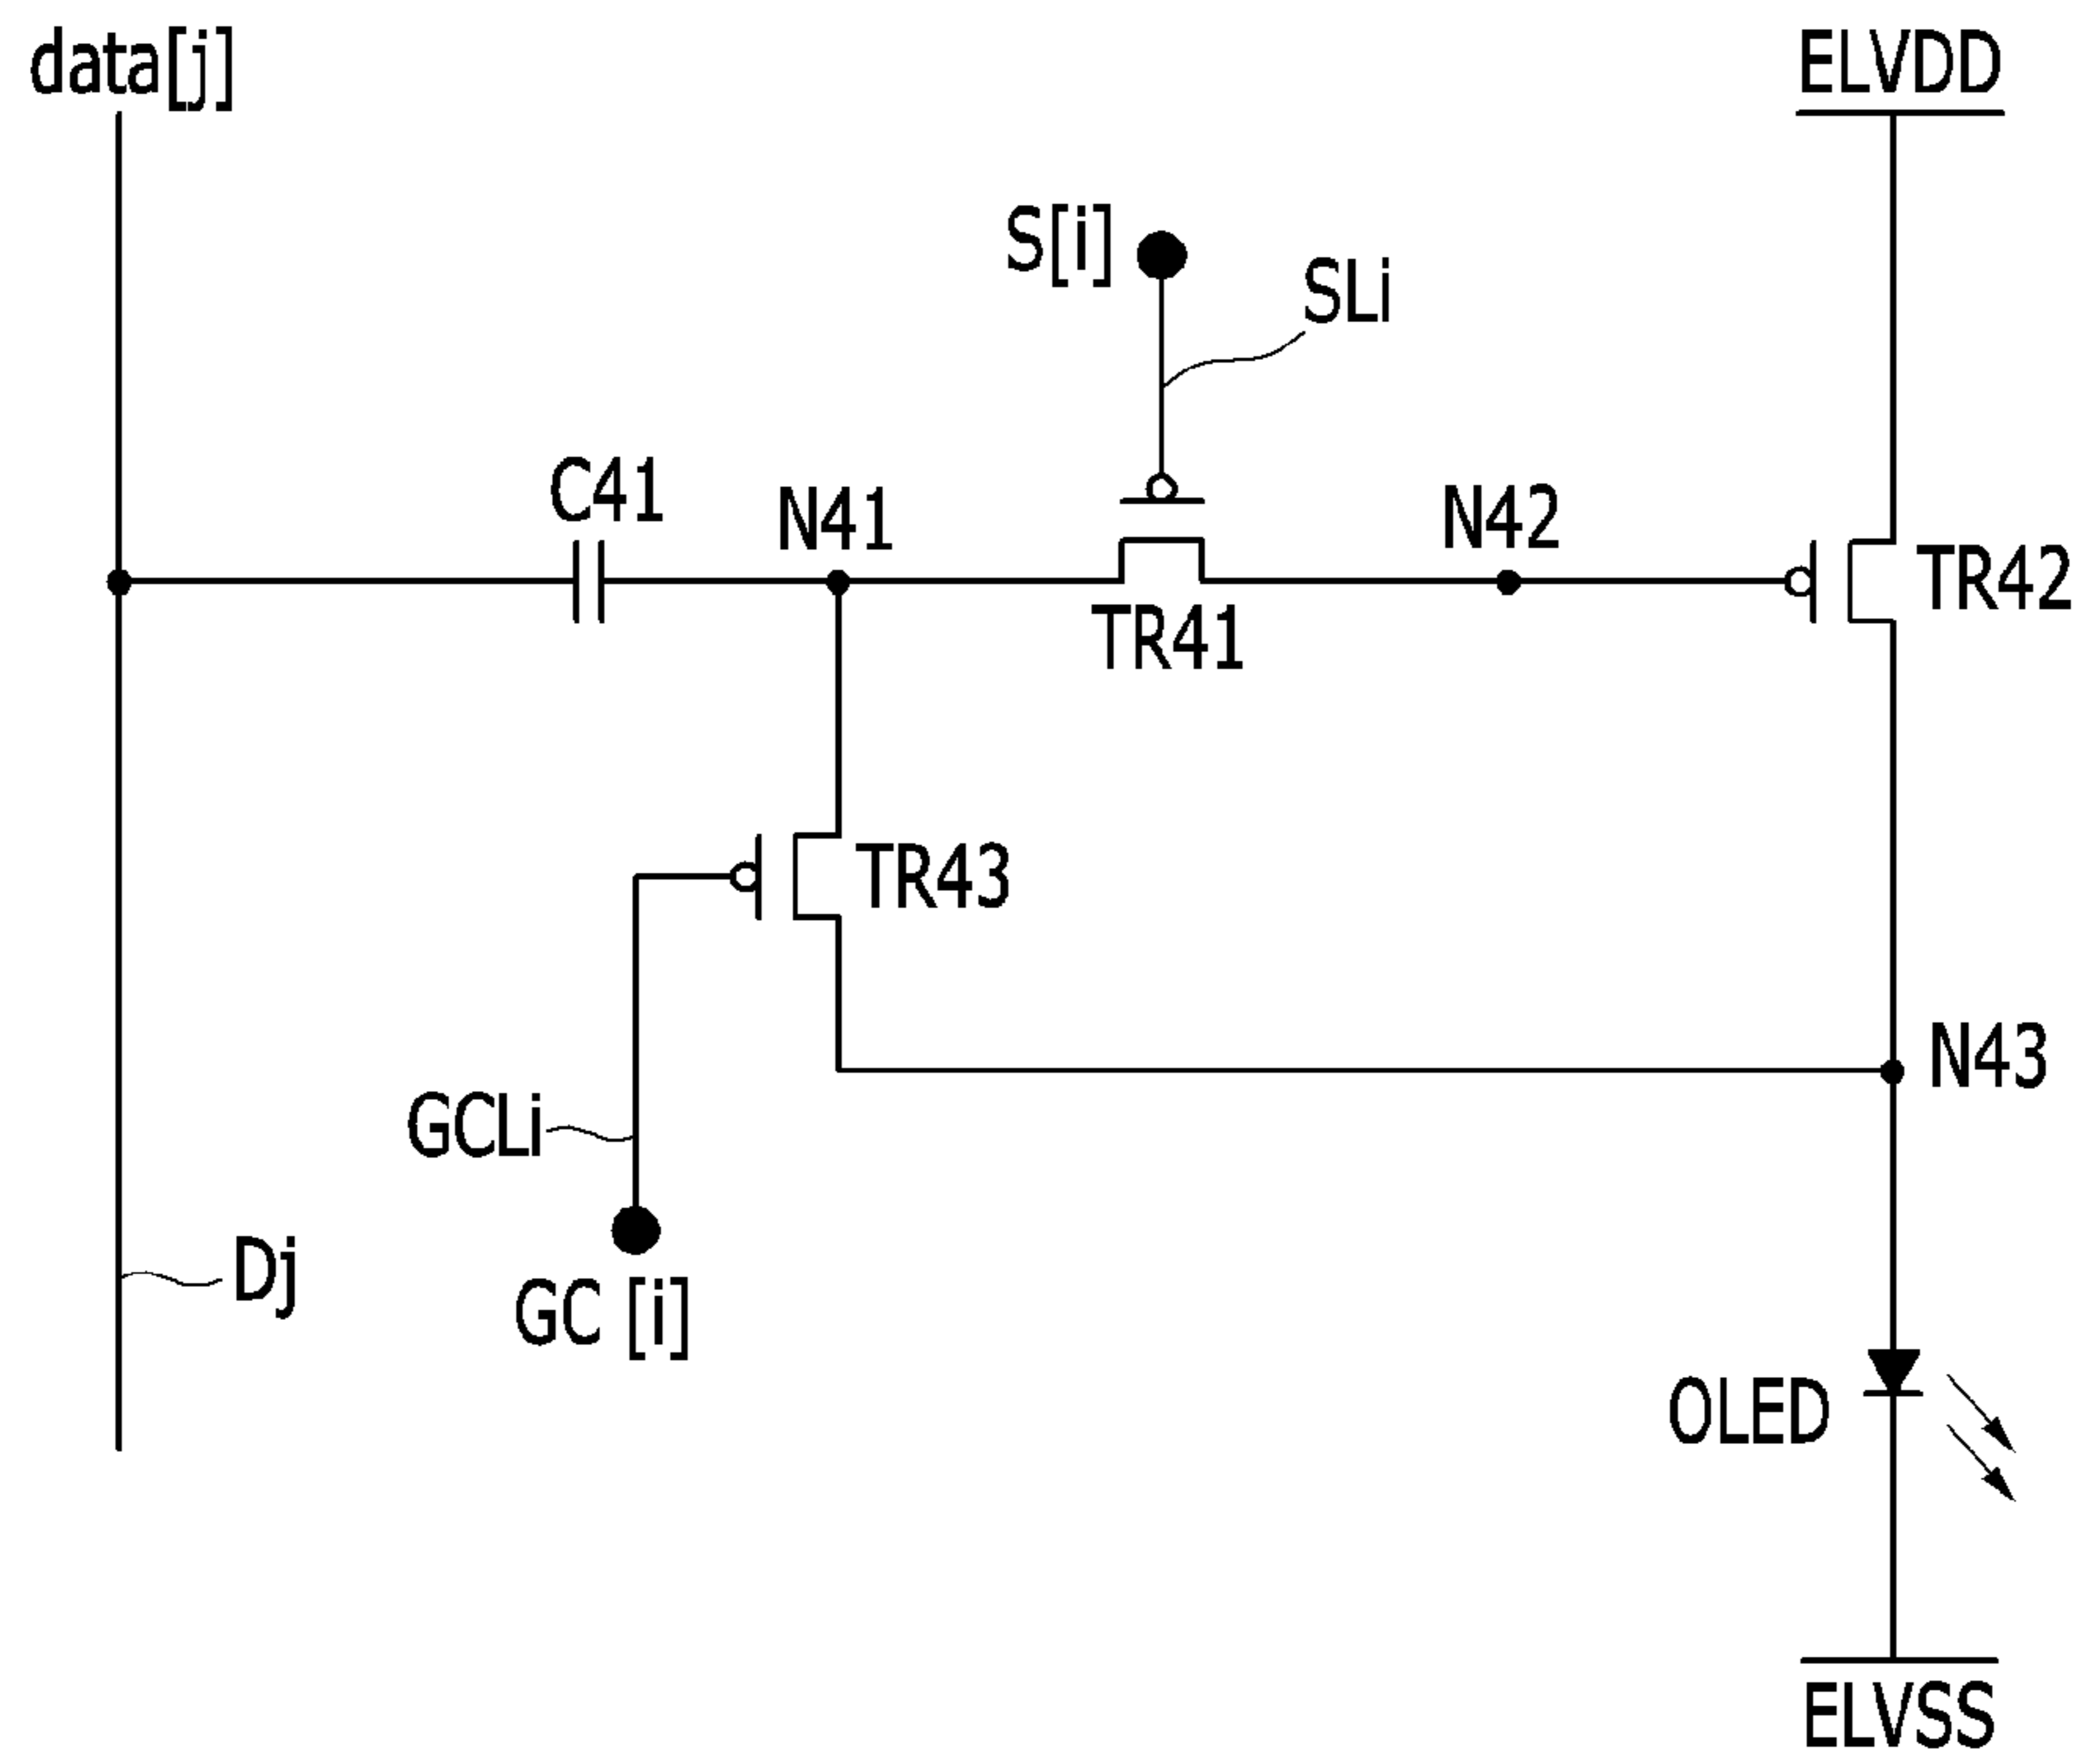 data[j]
ELVDD
S[i]
SLi
C41
N41
N42
TR41
TR42
TR43
N43
GCLi
Dj
GC [i]
OLED
ELVSS